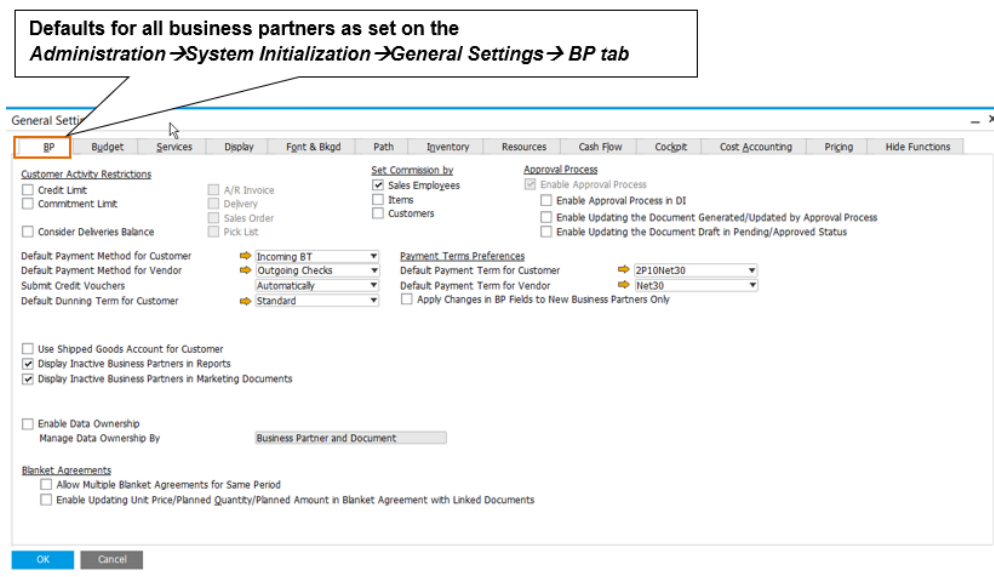 Defaults for all business partners as set on the
Administration→System Initialization→General Settings→ BP tab
General Setti
BP Budget Services Display Font & Bkgd Path Inventory Resources Cash Flow Cockpit Cost Accounting Pricing Hide Functions
Customer Activity Restrictions
Credit Limit
Commitment Limit
Consider Deliveries Balance
A/R Invoice
Delivery
Sales Order
Pick List
Set Commission by
Sales Employees
Items
Customers
Approval Process
Enable Approval Process
Enable Approval Process in DI
Enable Updating the Document Generated/Updated by Approval Process
Enable Updating the Document Draft in Pending/Approved Status
Default Payment Method for Customer Incoming BT
Default Payment Method for Vendor Outgoing Checks
Submit Credit Vouchers Automatically
Default Dunning Term for Customer Standard
Payment Terms Preferences
Default Payment Term for Customer 2P10Net30
Default Payment Term for Vendor Net30
Apply Changes in BP Fields to New Business Partners Only
Use Shipped Goods Account for Customer
Display Inactive Business Partners in Reports
Display Inactive Business Partners in Marketing Documents
Enable Data Ownership
Manage Data Ownership By Business Partner and Document
Blanket Agreements
Allow Multiple Blanket Agreements for Same Period
Enable Updating Unit Price/Planned Quantity/Planned Amount in Blanket Agreement with Linked Documents
OK Cancel